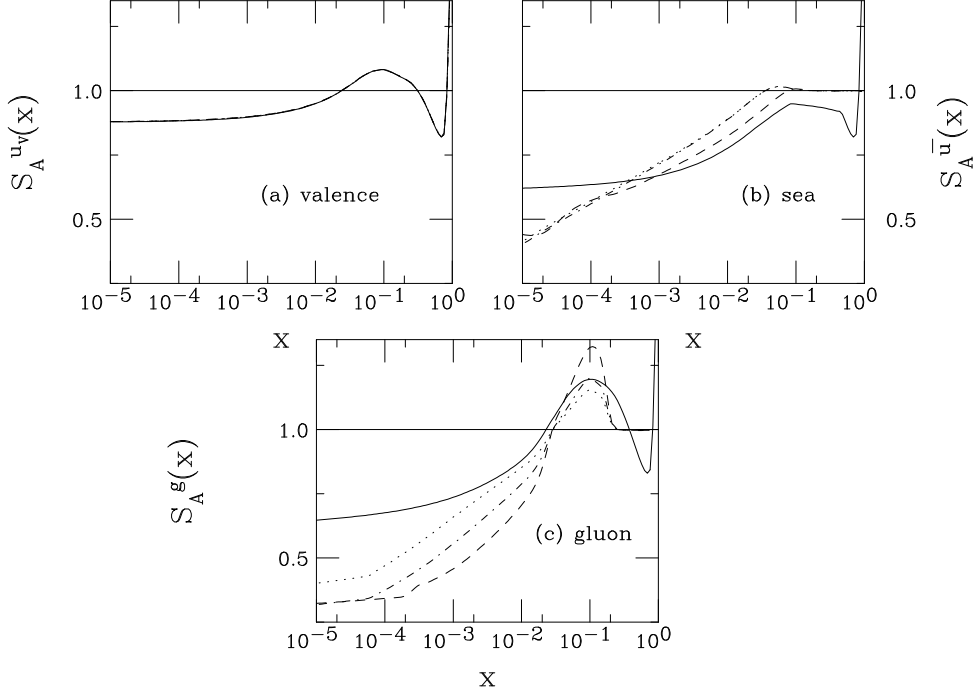 S_A^{u_v}(x)
1.0
0.5
(a) valence
10^{-5} 10^{-4} 10^{-3} 10^{-2} 10^{-1} 10^{0}
x
(b) sea
1.0
0.5
S_A^{\bar{u}}(x)
10^{-5} 10^{-4} 10^{-3} 10^{-2} 10^{-1} 10^{0}
x
S_A^{g}(x)
1.0
0.5
(c) gluon
10^{-5} 10^{-4} 10^{-3} 10^{-2} 10^{-1} 10^{0}
x